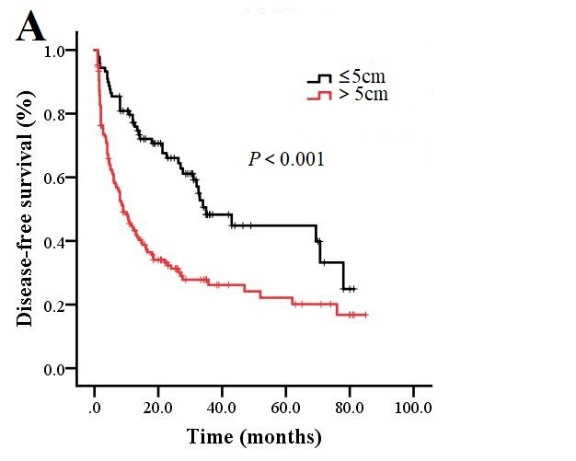 A
1.0
0.8
0.6
0.4
0.2
0.0
Disease-free survival (%)
≤5cm
> 5cm
P < 0.001
.0 20.0 40.0 60.0 80.0 100.0
Time (months)